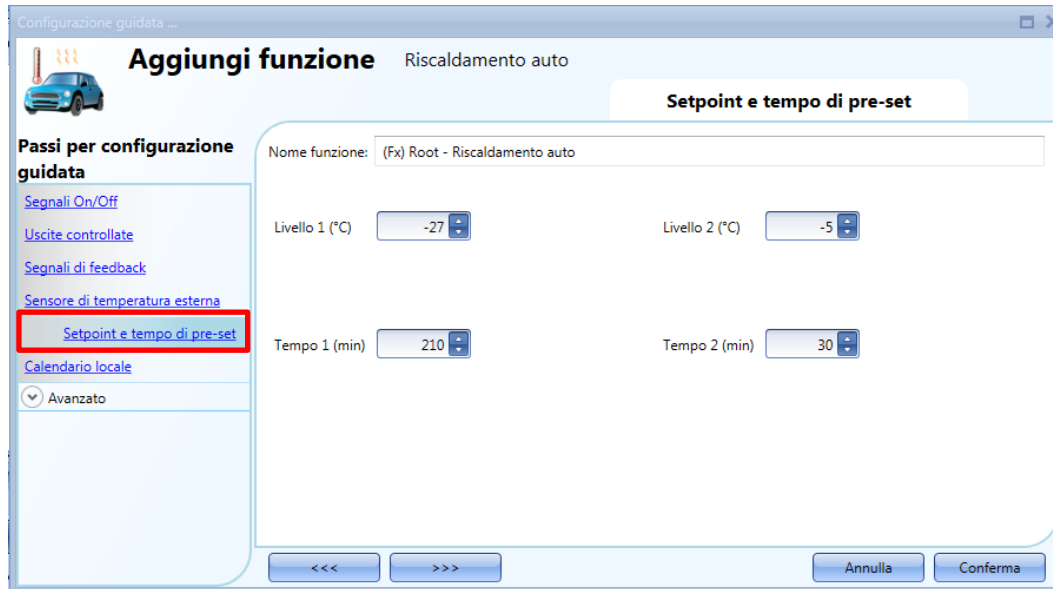 Configurazione guidata ...
Aggiungi funzione Riscaldamento auto
Setpoint e tempo di pre-set
Passi per configurazione
guidata
Segnali On/Off
Uscite controllate
Segnali di feedback
Sensore di temperatura esterna
Setpoint e tempo di pre-set
Calendario locale
Avanzato
Nome funzione: (Fx) Root - Riscaldamento auto
Livello 1 (°C) -27 Livello 2 (°C) -5
Tempo 1 (min) 210 Tempo 2 (min) 30
<<< >>> Annulla Conferma